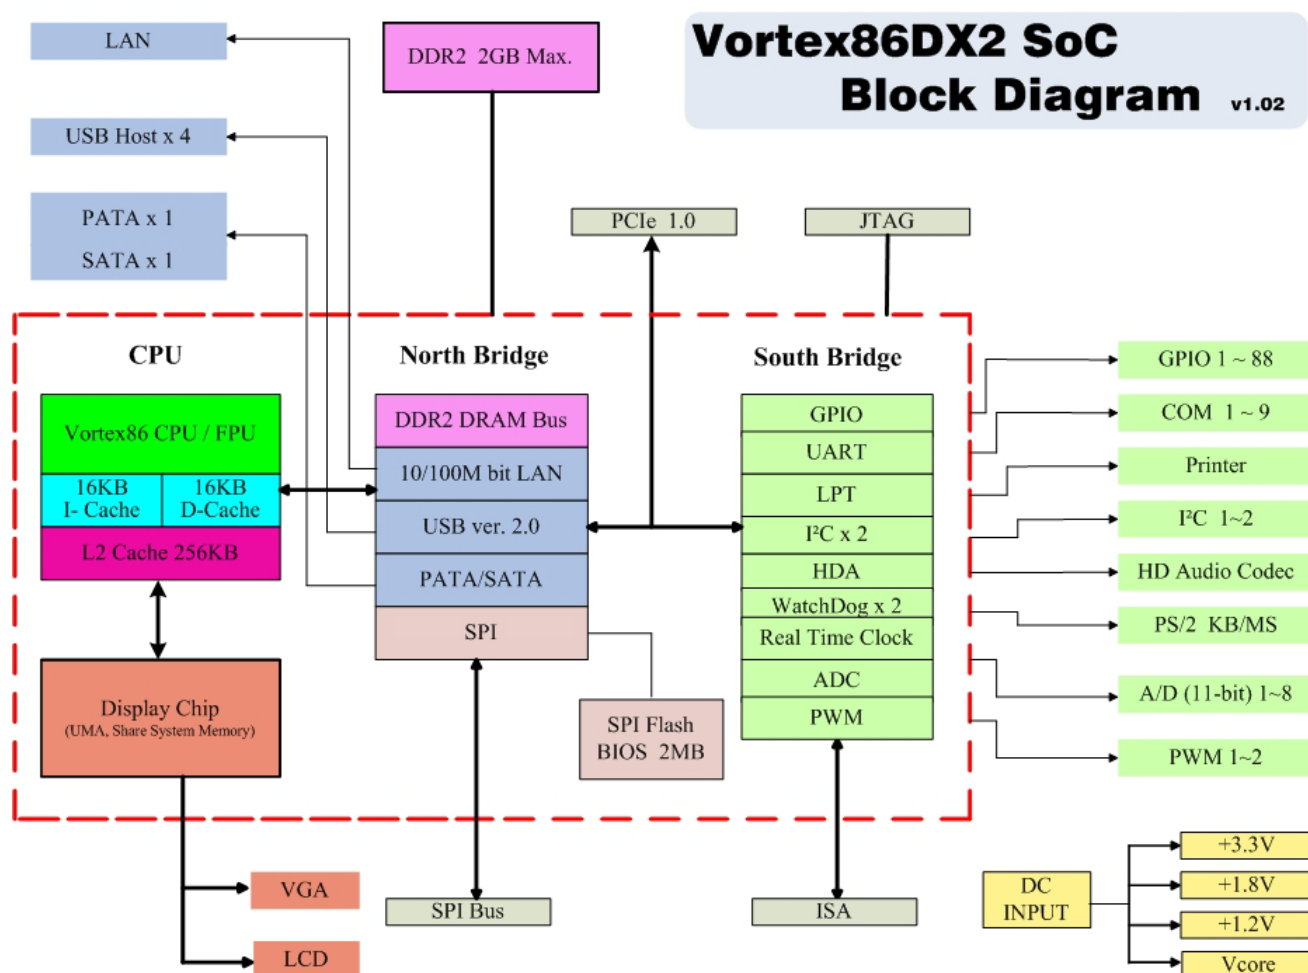 Vortex86DX2 SoC
Block Diagram v1.02
LAN
DDR2 2GB Max.
USB Host x 4
PATA x 1
SATA x 1
PCIe 1.0
JTAG
CPU
North Bridge
South Bridge
Vortex86 CPU / FPU
16KB
I- Cache
16KB
D-Cache
L2 Cache 256KB
Display Chip
(UMA, Share System Memory)
DDR2 DRAM Bus
10/100M bit LAN
USB ver. 2.0
PATA/SATA
SPI
SPI Flash
BIOS 2MB
GPIO
UART
LPT
I²C x 2
HDA
WatchDog x 2
Real Time Clock
ADC
PWM
GPIO 1 ~ 88
COM 1 ~ 9
Printer
I²C 1~2
HD Audio Codec
PS/2 KB/MS
A/D (11-bit) 1~8
PWM 1~2
VGA
LCD
SPI Bus
ISA
DC
INPUT
+3.3V
+1.8V
+1.2V
Vcore